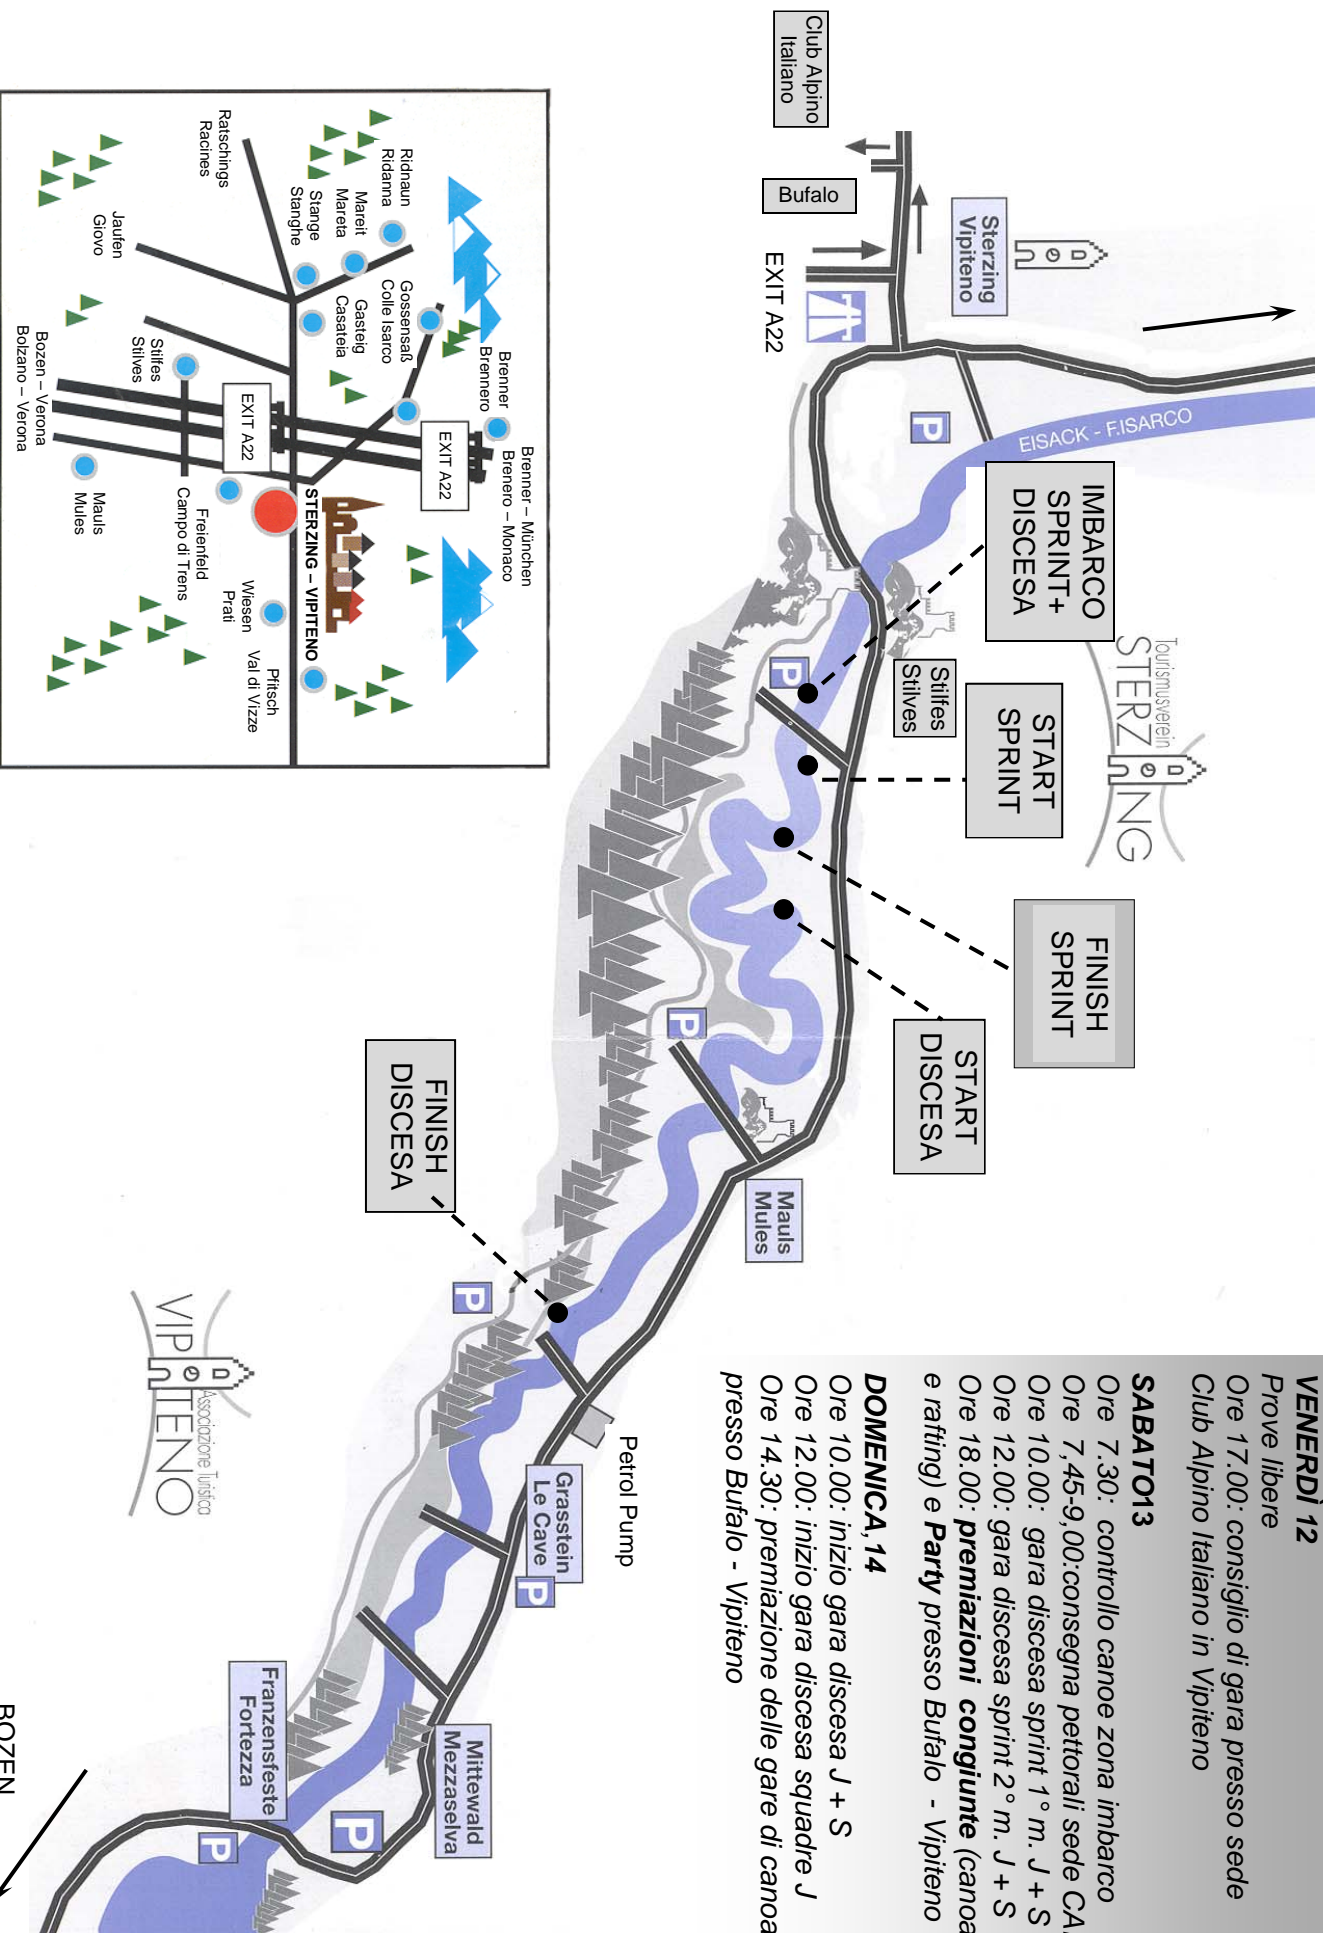 VENERDÌ 12
Prove libere
Ore 17.00: consiglio di gara presso sede
Club Alpino Italiano in Vipiteno
SABATO13
Ore 7.30: controllo canoe zona imbarco
Ore 7,45-9,00:consegna pettorali sede CA
Ore 10.00: gara discesa sprint 1° m. J + S
Ore 12.00: gara discesa sprint 2° m. J + S
Ore 18.00: premiazioni congiunte (canoa
e rafting) e Party presso Bufalo - Vipiteno
DOMENICA,14
Ore 10.00: inizio gara discesa J + S
Ore 12.00: inizio gara discesa squadre J
Ore 14.30: premiazione delle gare di canoa
presso Bufalo - Vipiteno
Club Alpino
Italiano
Bufalo
EXIT A22
Sterzing
Vipiteno
P
EISACK - F.ISARCO
IMBARCO
SPRINT+
DISCESA
Tourismusverein
STERZING
Stilfes
Stilves
P
START
SPRINT
FINISH
SPRINT
START
DISCESA
P
Mauls
Mules
FINISH
DISCESA
P
Petrol Pump
Grasstein
Le Cave
P
Mittewald
Mezzaselva
P
Franzensfeste
Fortezza
P
BOZEN
VIPITENO
Associazione Turistica
Brenner – München
Brenero – Monaco
Brenner
Brennero
EXIT A22
Gossensaß
Colle Isarco
Ridnaun
Ridanna
Mareit
Mareta
Gasteig
Casateia
Stange
Stanghe
Ratschings
Racines
Jaufen
Giovo
Stilfes
Stilves
EXIT A22
STERZING – VIPITENO
Pfitsch
Val di Vizze
Wiesen
Prati
Freienfeld
Campo di Trens
Mauls
Mules
Bozen – Verona
Bolzano – Verona